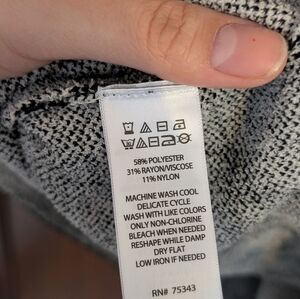 58% POLYESTER
31% RAYON/VISCOSE
11% NYLON
MACHINE WASH COOL
DELICATE CYCLE
WASH WITH LIKE COLORS
ONLY NON-CHLORINE
BLEACH WHEN NEEDED
RESHAPE WHILE DAMP
DRY FLAT
LOW IRON IF NEEDED
RN# 75343